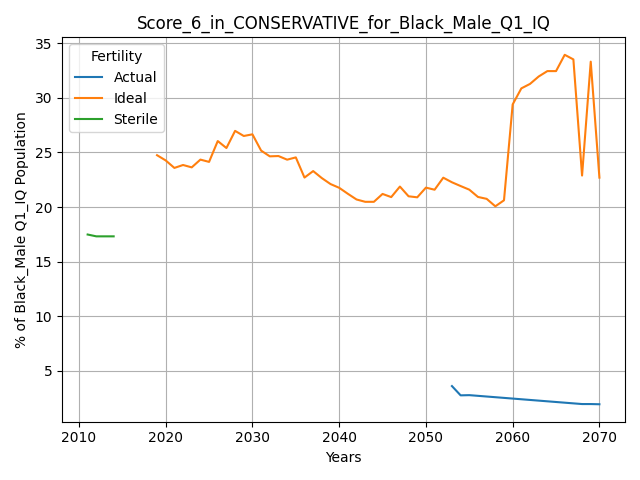 Score_6_in_CONSERVATIVE_for_Black_Male_Q1_IQ
Fertility
Actual
Ideal
Sterile
% of Black_Male Q1_IQ Population
35
30
25
20
15
10
5
2010 2020 2030 2040 2050 2060 2070
Years